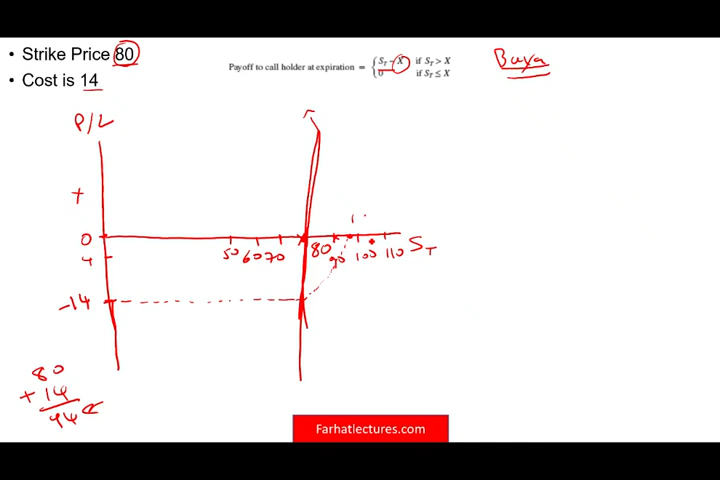 • Strike Price 80
• Cost is 14
Payoff to call holder at expiration = { S_T − X if S_T > X
0 if S_T ≤ X
P/L
+
0
4
-14
50 60 70 80 90 100 110 S_T
80
+ 14
94
Farhatlectures.com